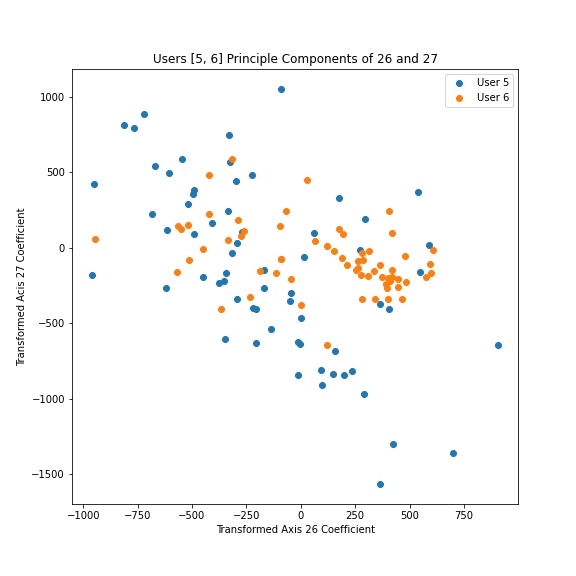 Users [5, 6] Principle Components of 26 and 27
User 5
User 6
Transformed Acis 27 Coefficient
1000
500
0
−500
−1000
−1500
−1000
−750
−500
−250
0
250
500
750
Transformed Axis 26 Coefficient